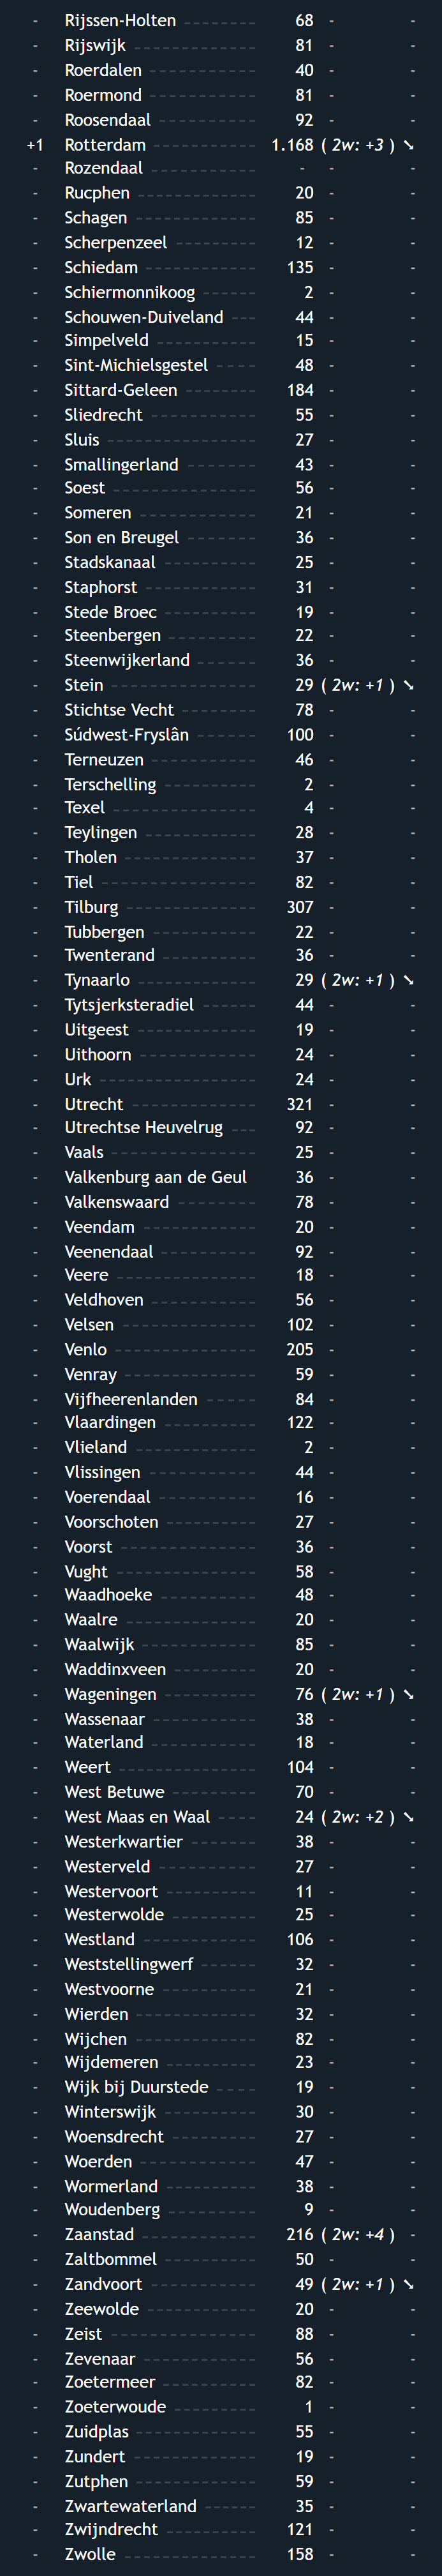 - Rijssen-Holten 68 - -
- Rijswijk 81 - -
- Roerdalen 40 - -
- Roermond 81 - -
- Roosendaal 92 - -
+1 Rotterdam 1.168 ( 2w: +3 ) ➘
- Rozendaal - - -
- Rucphen 20 - -
- Schagen 85 - -
- Scherpenzeel 12 - -
- Schiedam 135 - -
- Schiermonnikoog 2 - -
- Schouwen-Duiveland 44 - -
- Simpelveld 15 - -
- Sint-Michielsgestel 48 - -
- Sittard-Geleen 184 - -
- Sliedrecht 55 - -
- Sluis 27 - -
- Smallingerland 43 - -
- Soest 56 - -
- Someren 21 - -
- Son en Breugel 36 - -
- Stadskanaal 25 - -
- Staphorst 31 - -
- Stede Broec 19 - -
- Steenbergen 22 - -
- Steenwijkerland 36 - -
- Stein 29 ( 2w: +1 ) ➘
- Stichtse Vecht 78 - -
- Súdwest-Fryslân 100 - -
- Terneuzen 46 - -
- Terschelling 2 - -
- Texel 4 - -
- Teylingen 28 - -
- Tholen 37 - -
- Tiel 82 - -
- Tilburg 307 - -
- Tubbergen 22 - -
- Twenterand 36 - -
- Tynaarlo 29 ( 2w: +1 ) ➘
- Tytsjerksteradiel 44 - -
- Uitgeest 19 - -
- Uithoorn 24 - -
- Urk 24 - -
- Utrecht 321 - -
- Utrechtse Heuvelrug 92 - -
- Vaals 25 - -
- Valkenburg aan de Geul 36 - -
- Valkenswaard 78 - -
- Veendam 20 - -
- Veenendaal 92 - -
- Veere 18 - -
- Veldhoven 56 - -
- Velsen 102 - -
- Venlo 205 - -
- Venray 59 - -
- Vijfheerenlanden 84 - -
- Vlaardingen 122 - -
- Vlieland 2 - -
- Vlissingen 44 - -
- Voerendaal 16 - -
- Voorschoten 27 - -
- Voorst 36 - -
- Vught 58 - -
- Waadhoeke 48 - -
- Waalre 20 - -
- Waalwijk 85 - -
- Waddinxveen 20 - -
- Wageningen 76 ( 2w: +1 ) ➘
- Wassenaar 38 - -
- Waterland 18 - -
- Weert 104 - -
- West Betuwe 70 - -
- West Maas en Waal 24 ( 2w: +2 ) ➘
- Westerkwartier 38 - -
- Westerveld 27 - -
- Westervoort 11 - -
- Westerwolde 25 - -
- Westland 106 - -
- Weststellingwerf 32 - -
- Westvoorne 21 - -
- Wierden 32 - -
- Wijchen 82 - -
- Wijdemeren 23 - -
- Wijk bij Duurstede 19 - -
- Winterswijk 30 - -
- Woensdrecht 27 - -
- Woerden 47 - -
- Wormerland 38 - -
- Woudenberg 9 - -
- Zaanstad 216 ( 2w: +4 ) -
- Zaltbommel 50 - -
- Zandvoort 49 ( 2w: +1 ) ➘
- Zeewolde 20 - -
- Zeist 88 - -
- Zevenaar 56 - -
- Zoetermeer 82 - -
- Zoeterwoude 1 - -
- Zuidplas 55 - -
- Zundert 19 - -
- Zutphen 59 - -
- Zwartewaterland 35 - -
- Zwijndrecht 121 - -
- Zwolle 158 - -